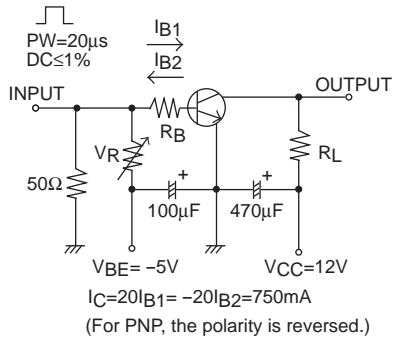 PW=20μs
DC≤1%
IB1
IB2
INPUT
OUTPUT
RB
VR
RL
50Ω
+
+
100μF
470μF
VBE= −5V
VCC=12V
IC=20IB1= −20IB2=750mA
(For PNP, the polarity is reversed.)